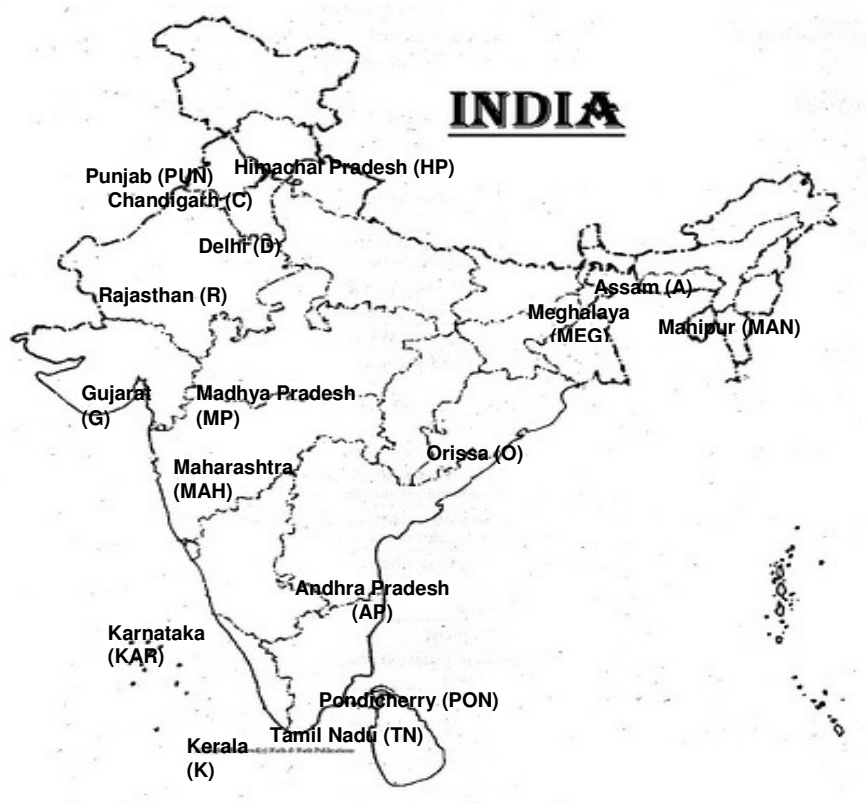 INDIA
Himachal Pradesh (HP)
Punjab (PUN)
Chandigarh (C)
Delhi (D)
Rajasthan (R)
Assam (A)
Meghalaya
(MEG)
Manipur (MAN)
Gujarat
(G)
Madhya Pradesh
(MP)
Orissa (O)
Maharashtra
(MAH)
Andhra Pradesh
(AP)
Karnataka
(KAR)
Pondicherry (PON)
Tamil Nadu (TN)
Kerala
(K)